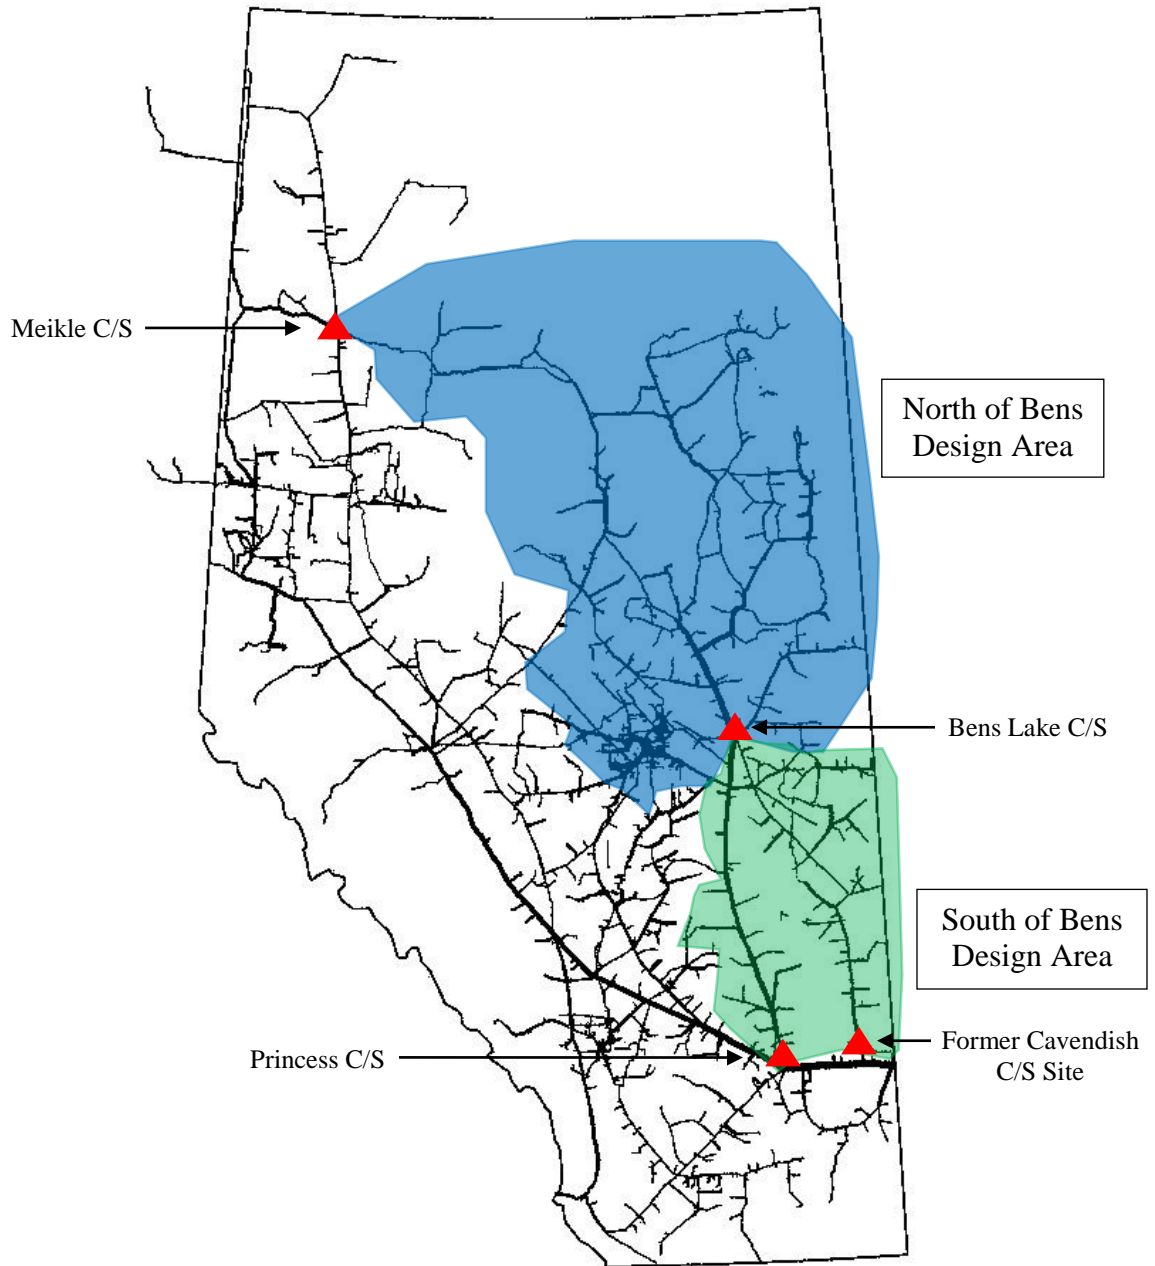 Meikle C/S
North of Bens
Design Area
Bens Lake C/S
South of Bens
Design Area
Princess C/S
Former Cavendish
C/S Site